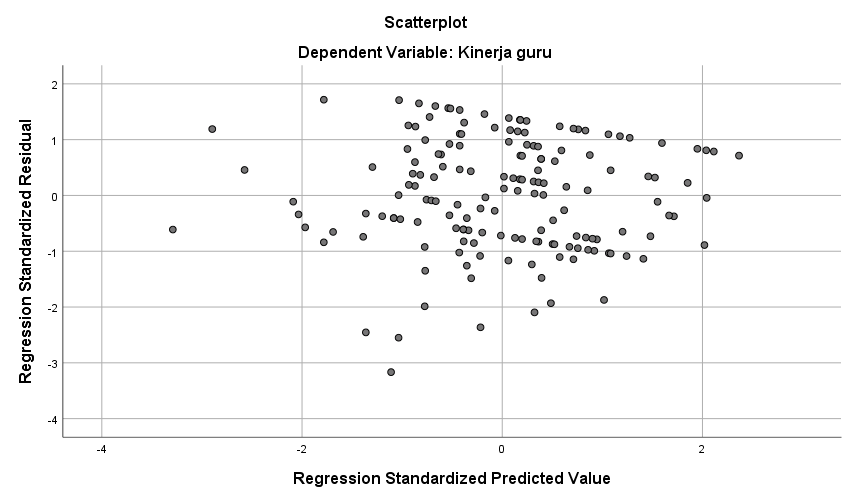 Scatterplot
Dependent Variable: Kinerja guru
Regression Standardized Residual
2
1
0
-1
-2
-3
-4
-4
-2
0
2
Regression Standardized Predicted Value